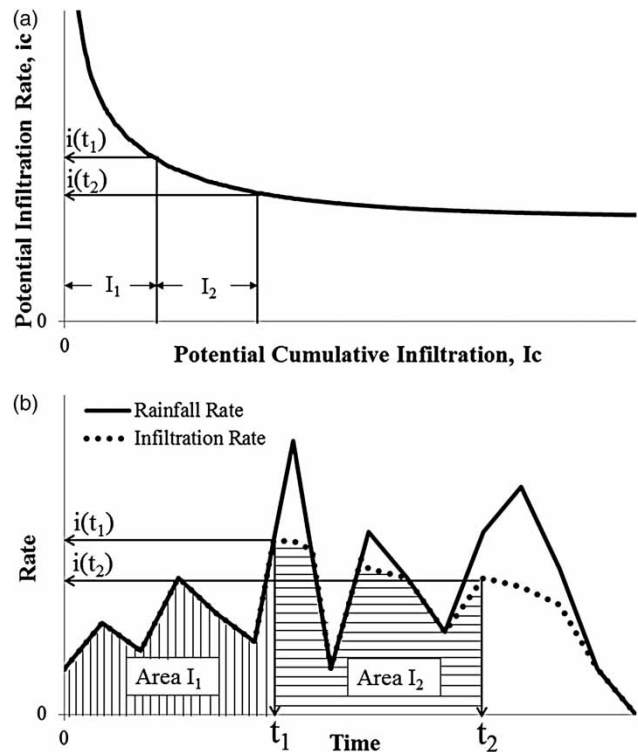 (a)
Potential Infiltration Rate, ic
i(t₁)
i(t₂)
I₁
I₂
0
0
Potential Cumulative Infiltration, Ic
(b)
Rainfall Rate
Infiltration Rate
i(t₁)
i(t₂)
Rate
Area I₁
Area I₂
0
0
Time
t₁
t₂